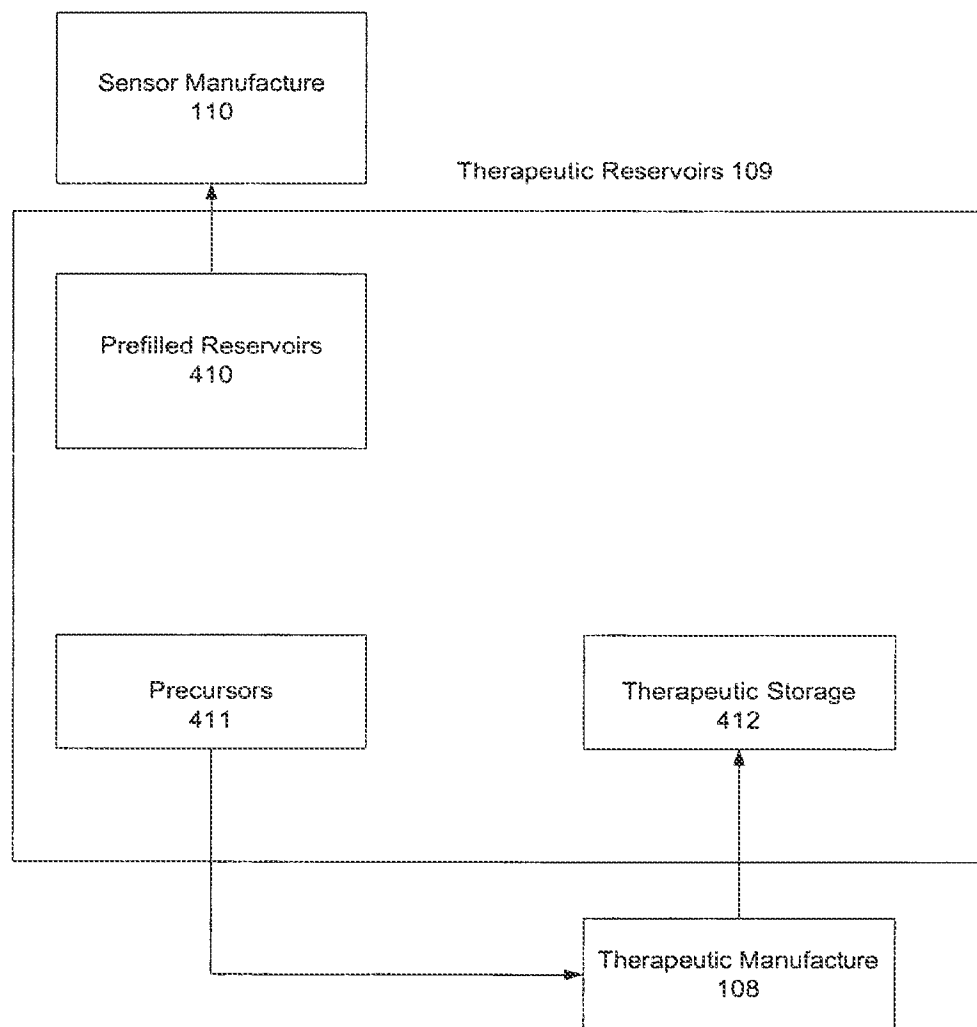 Sensor Manufacture
110
Therapeutic Reservoirs 109
Prefilled Reservoirs
410
Precursors
411
Therapeutic Storage
412
Therapeutic Manufacture
108